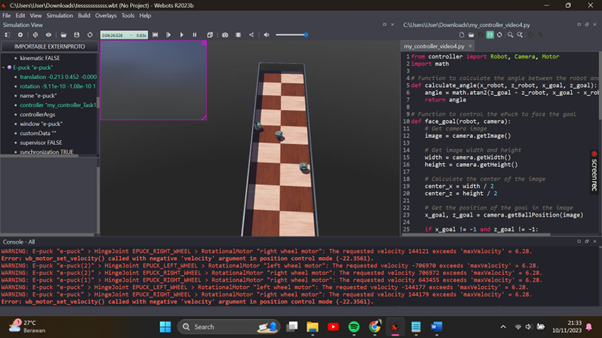 C:\Users\User\Downloads\tesssssssssss.wbt (No Project) - Webots R2023b
File Edit View Simulation Build Overlays Tools Help
Simulation View
IMPORTABLE EXTERNPROTO
kinematic FALSE
E-puck "e-puck"
translation -0.213 0.452 -0.000
rotation -9.11e-10 -1.08e-10 1
name "e-puck"
controller "my_controller_Task1
controllerArgs
window "e-puck"
customData ""
supervisor FALSE
synchronization TRUE
C:\Users\User\Downloads\my_controller_video4.py
my_controller_video4.py
1 from controller import Robot, Camera, Motor
2 import math
3
4 # Function to calculate the angle between the robot an
5 def calculate_angle(x_robot, z_robot, x_goal, z_goal):
6 angle = math.atan2(z_goal - z_robot, x_goal - x_rob
7 return angle
8
9 # Function to control the ePuck to face the goal
10 def face_goal(robot, camera):
11 # Get camera image
12 image = camera.getImage()
13
14 # Get image width and height
15 width = camera.getWidth()
16 height = camera.getHeight()
17
18 # Calculate the center of the image
19 center_x = width / 2
20 center_z = height / 2
21
22 # Get the position of the goal in the image
23 x_goal, z_goal = camera.getBallPosition(image)
24
25 if x_goal != -1 and z_goal != -1:
screen rec
Console - All
WARNING: E-puck "e-puck" > HingeJoint EPUCK_RIGHT_WHEEL > RotationalMotor "right wheel motor": The requested velocity 144121 exceeds 'maxVelocity' = 6.28.
Error: wb_motor_set_velocity() called with negative 'velocity' argument in position control mode (-22.3561).
WARNING: E-puck "e-puck(2)" > HingeJoint EPUCK_LEFT_WHEEL > RotationalMotor "left wheel motor": The requested velocity -706970 exceeds 'maxVelocity' = 6.28.
WARNING: E-puck "e-puck(2)" > HingeJoint EPUCK_RIGHT_WHEEL > RotationalMotor "right wheel motor": The requested velocity 706972 exceeds 'maxVelocity' = 6.28.
WARNING: E-puck "e-puck(1)" > HingeJoint EPUCK_RIGHT_WHEEL > RotationalMotor "right wheel motor": The requested velocity 643455 exceeds 'maxVelocity' = 6.28.
WARNING: E-puck "e-puck" > HingeJoint EPUCK_LEFT_WHEEL > RotationalMotor "left wheel motor": The requested velocity -144177 exceeds 'maxVelocity' = 6.28.
WARNING: E-puck "e-puck" > HingeJoint EPUCK_RIGHT_WHEEL > RotationalMotor "right wheel motor": The requested velocity 144179 exceeds 'maxVelocity' = 6.28.
Error: wb_motor_set_velocity() called with negative 'velocity' argument in position control mode (-22.3561).
27°C
Berawan
Search
21:33
10/11/2023